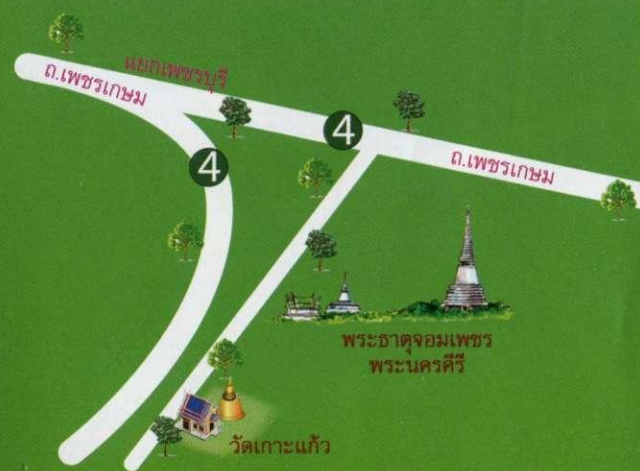 แยกเพชรบุรี
ถ.เพชรเกษม
4
4
ถ.เพชรเกษม
พระธาตุจอมเพชร
พระนครคีรี
วัดเกาะแก้ว